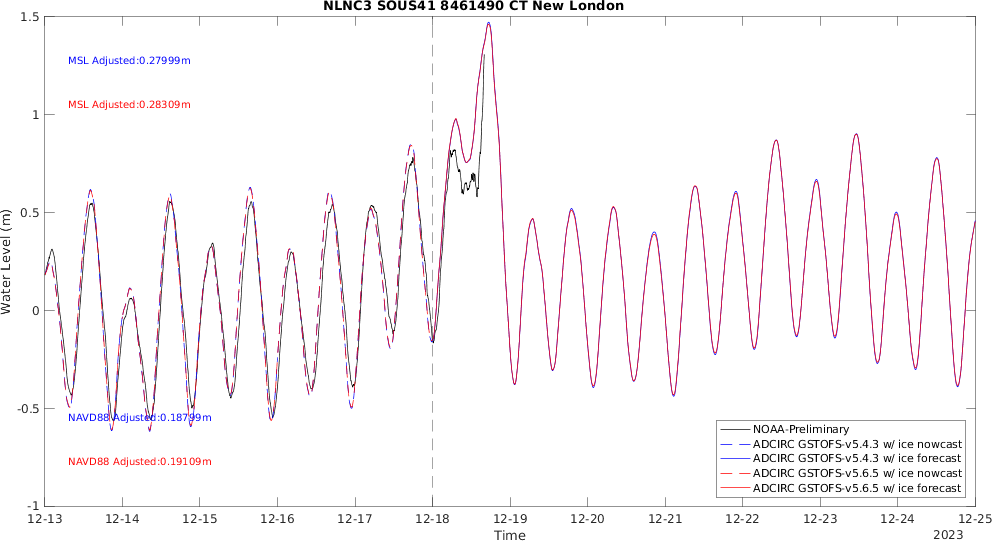 NLNC3 SOUS41 8461490 CT New London
1.5
1
0.5
0
-0.5
-1
Water Level (m)
MSL Adjusted:0.27999m
MSL Adjusted:0.28309m
NAVD88 Adjusted:0.18799m
NAVD88 Adjusted:0.19109m
NOAA-Preliminary
ADCIRC GSTOFS-v5.4.3 w/ ice nowcast
ADCIRC GSTOFS-v5.4.3 w/ ice forecast
ADCIRC GSTOFS-v5.6.5 w/ ice nowcast
ADCIRC GSTOFS-v5.6.5 w/ ice forecast
12-13 12-14 12-15 12-16 12-17 12-18 12-19 12-20 12-21 12-22 12-23 12-24 12-25
Time
2023